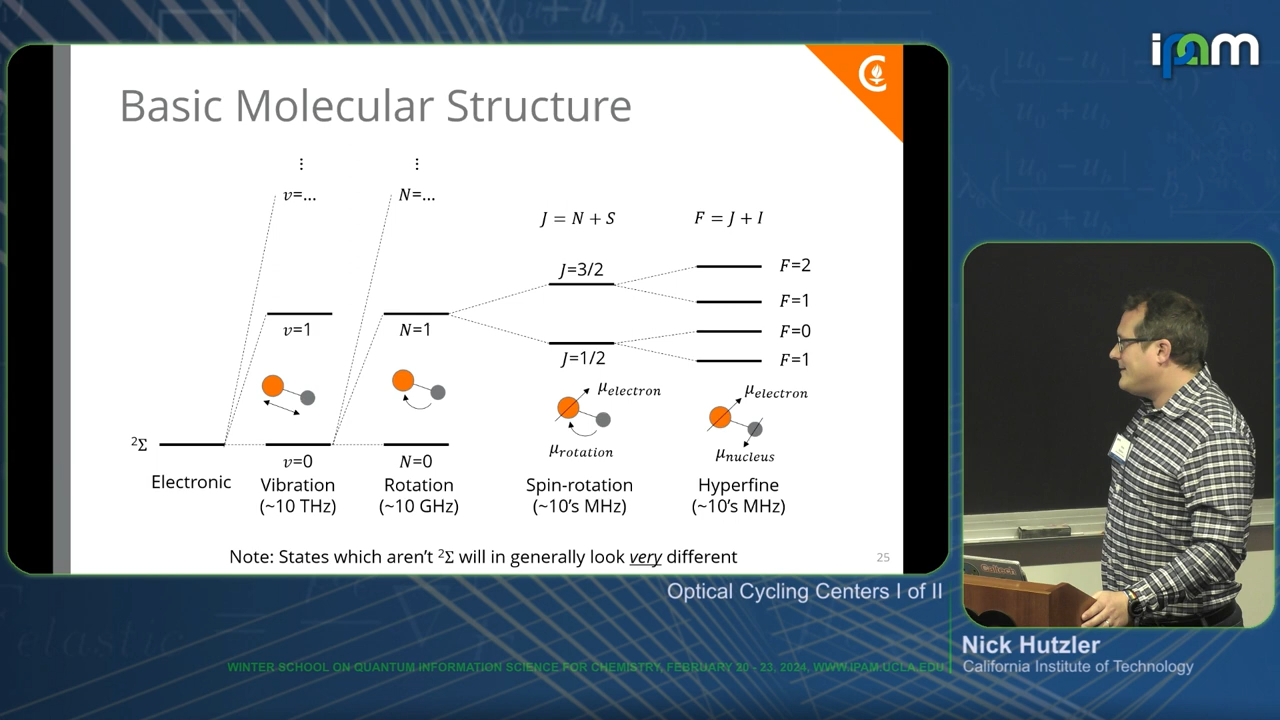 ipam
Basic Molecular Structure
⋮ ⋮
v=... N=...
J = N + S F = J + I
J=3/2 F=2
F=1
v=1 N=1 F=0
J=1/2 F=1
μelectron μelectron
μrotation μnucleus
²Σ
v=0 N=0
Electronic Vibration Rotation Spin-rotation Hyperfine
(~10 THz) (~10 GHz) (~10's MHz) (~10's MHz)
Note: States which aren't ²Σ will in generally look very different
25
Caltech
Optical Cycling Centers I of II
Nick Hutzler
California Institute of Technology
WINTER SCHOOL ON QUANTUM INFORMATION SCIENCE FOR CHEMISTRY, FEBRUARY 20 - 23, 2024, WWW.IPAM.UCLA.EDU
elastic